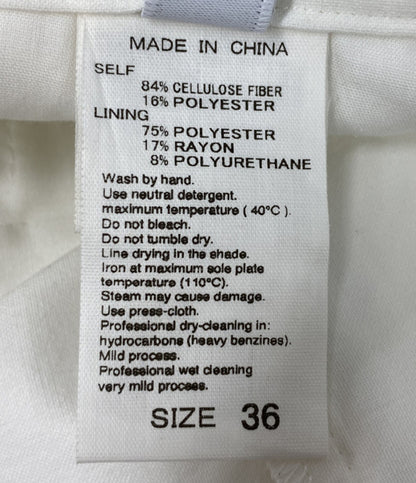 MADE IN CHINA
SELF
84% CELLULOSE FIBER
16% POLYESTER
LINING
75% POLYESTER
17% RAYON
8% POLYURETHANE
Wash by hand.
Use neutral detergent.
maximum temperature ( 40°C ).
Do not bleach.
Do not tumble dry.
Line drying in the shade.
Iron at maximum sole plate
temperature (110°C).
Steam may cause damage.
Use press-cloth.
Professional dry-cleaning in:
hydrocarbons (heavy benzines).
Mild process.
Professional wet cleaning
very mild process.
SIZE 36